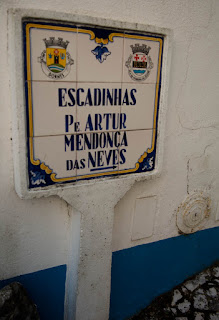 ESCADINHAS
Pe ARTUR
MENDONÇA
DAS NEVES